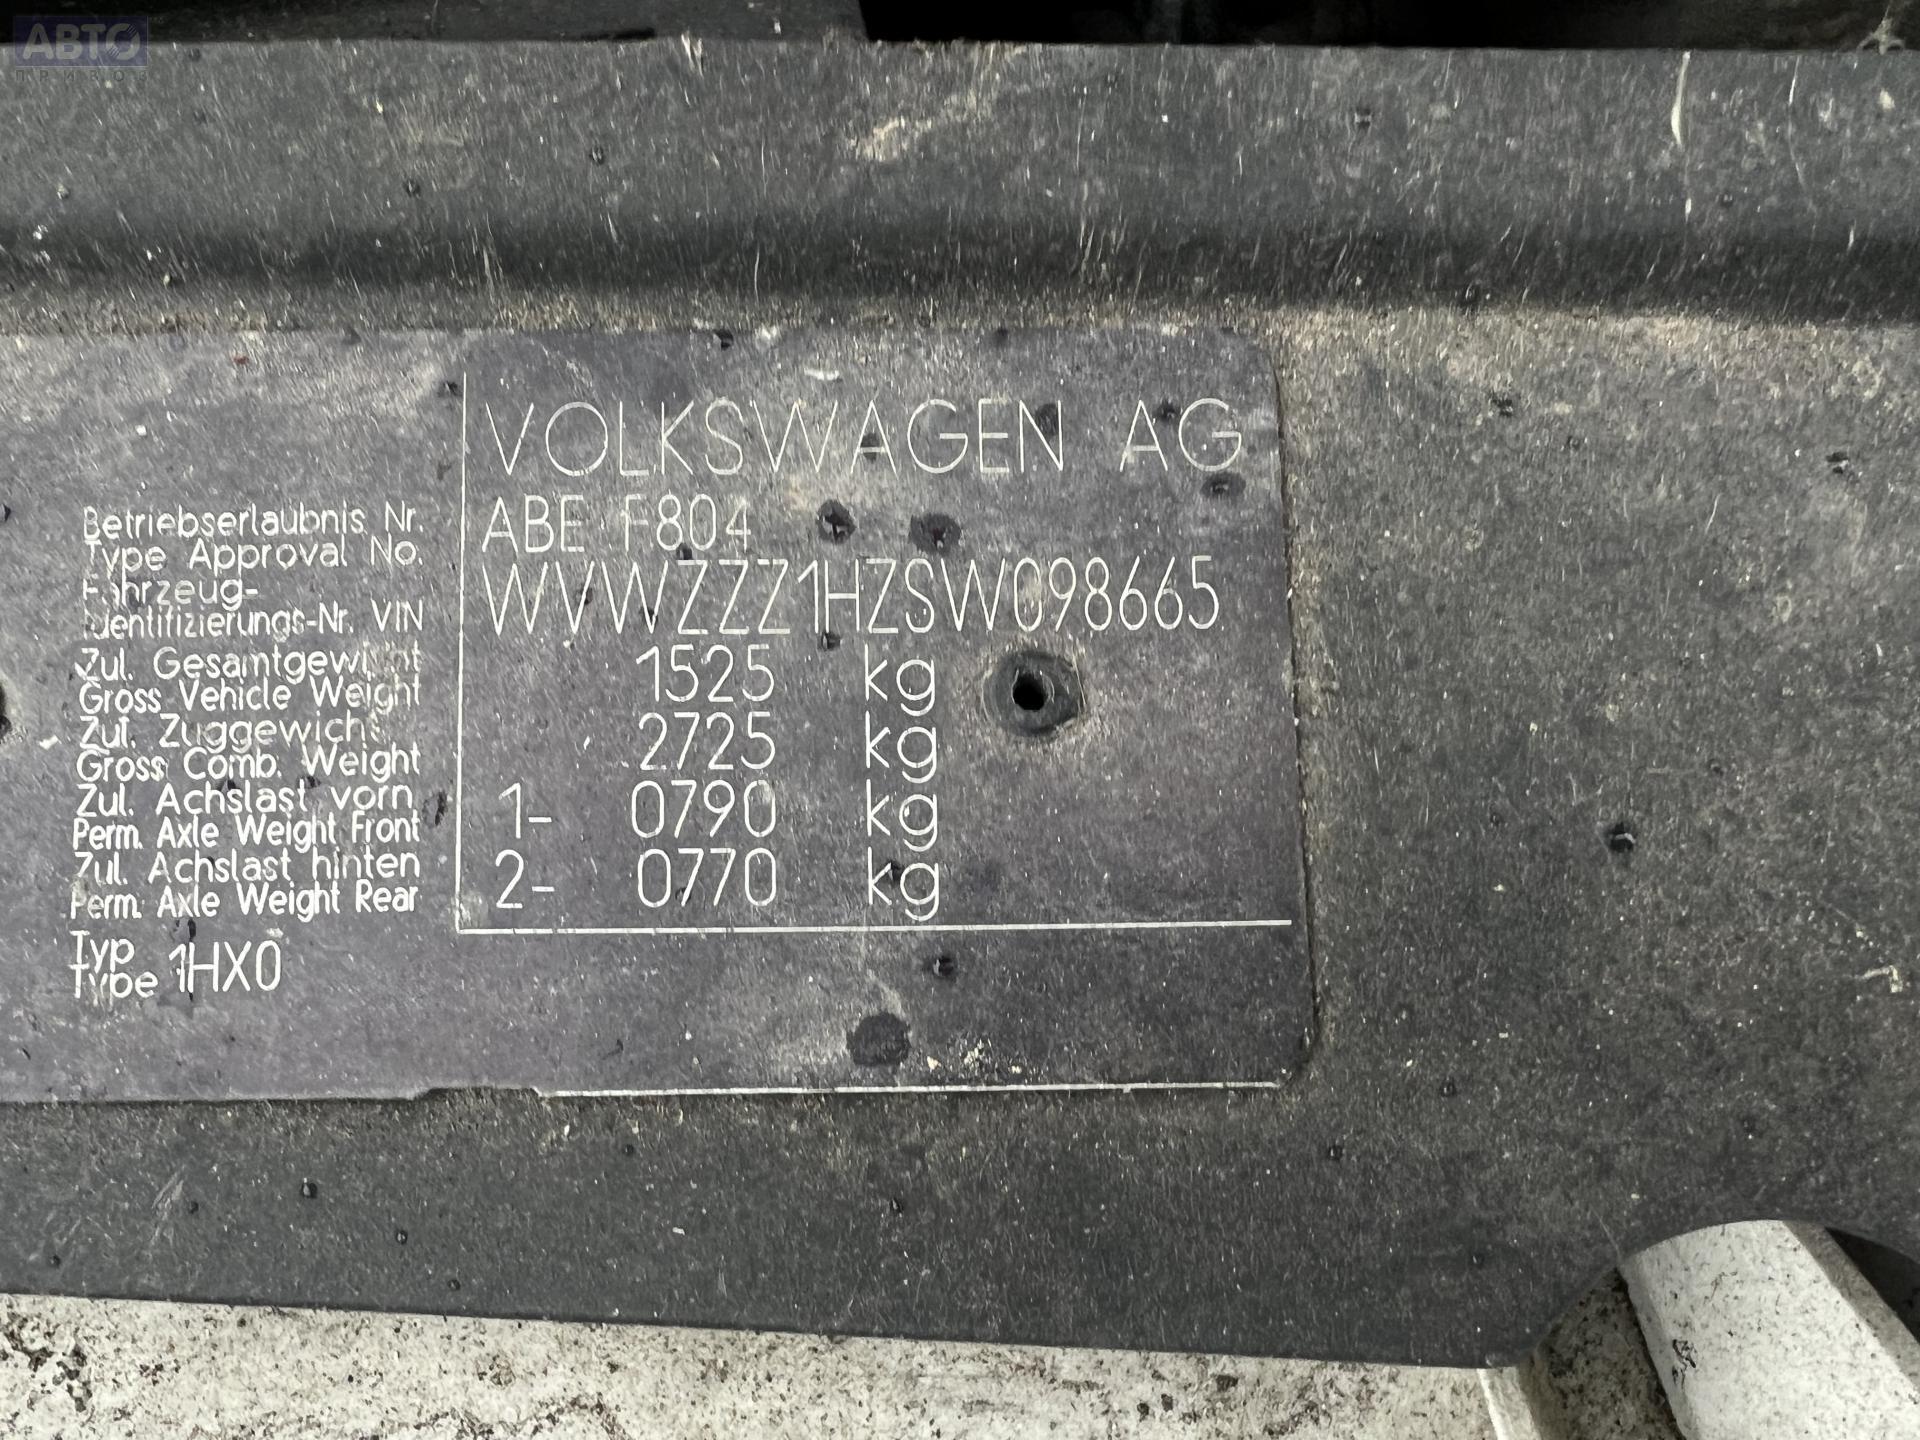 АВТО
ПРИВОЗ
VOLKSWAGEN AG
Betriebserlaubnis Nr.
Type Approval No.
ABE F804
Fahrzeug-
Identifizierungs-Nr. VIN
WVWZZZ1HZSW098665
Zul. Gesamtgewicht
Gross Vehicle Weight
1525 kg
Zul. Zuggewicht
Gross Comb. Weight
2725 kg
Zul. Achslast vorn
Perm. Axle Weight Front
1- 0790 kg
Zul. Achslast hinten
Perm. Axle Weight Rear
2- 0770 kg
Typ
Type 1HX0